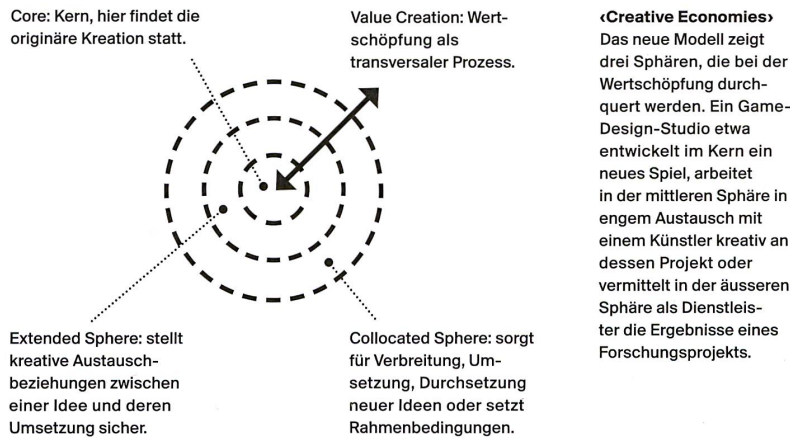 Core: Kern, hier findet die
originäre Kreation statt.
Value Creation: Wert-
schöpfung als
transversaler Prozess.
Extended Sphere: stellt
kreative Austausch-
beziehungen zwischen
einer Idee und deren
Umsetzung sicher.
Collocated Sphere: sorgt
für Verbreitung, Um-
setzung, Durchsetzung
neuer Ideen oder setzt
Rahmenbedingungen.
‹Creative Economies›
Das neue Modell zeigt
drei Sphären, die bei der
Wertschöpfung durch-
quert werden. Ein Game-
Design-Studio etwa
entwickelt im Kern ein
neues Spiel, arbeitet
in der mittleren Sphäre in
engem Austausch mit
einem Künstler kreativ an
dessen Projekt oder
vermittelt in der äusseren
Sphäre als Dienstleis-
ter die Ergebnisse eines
Forschungsprojekts.